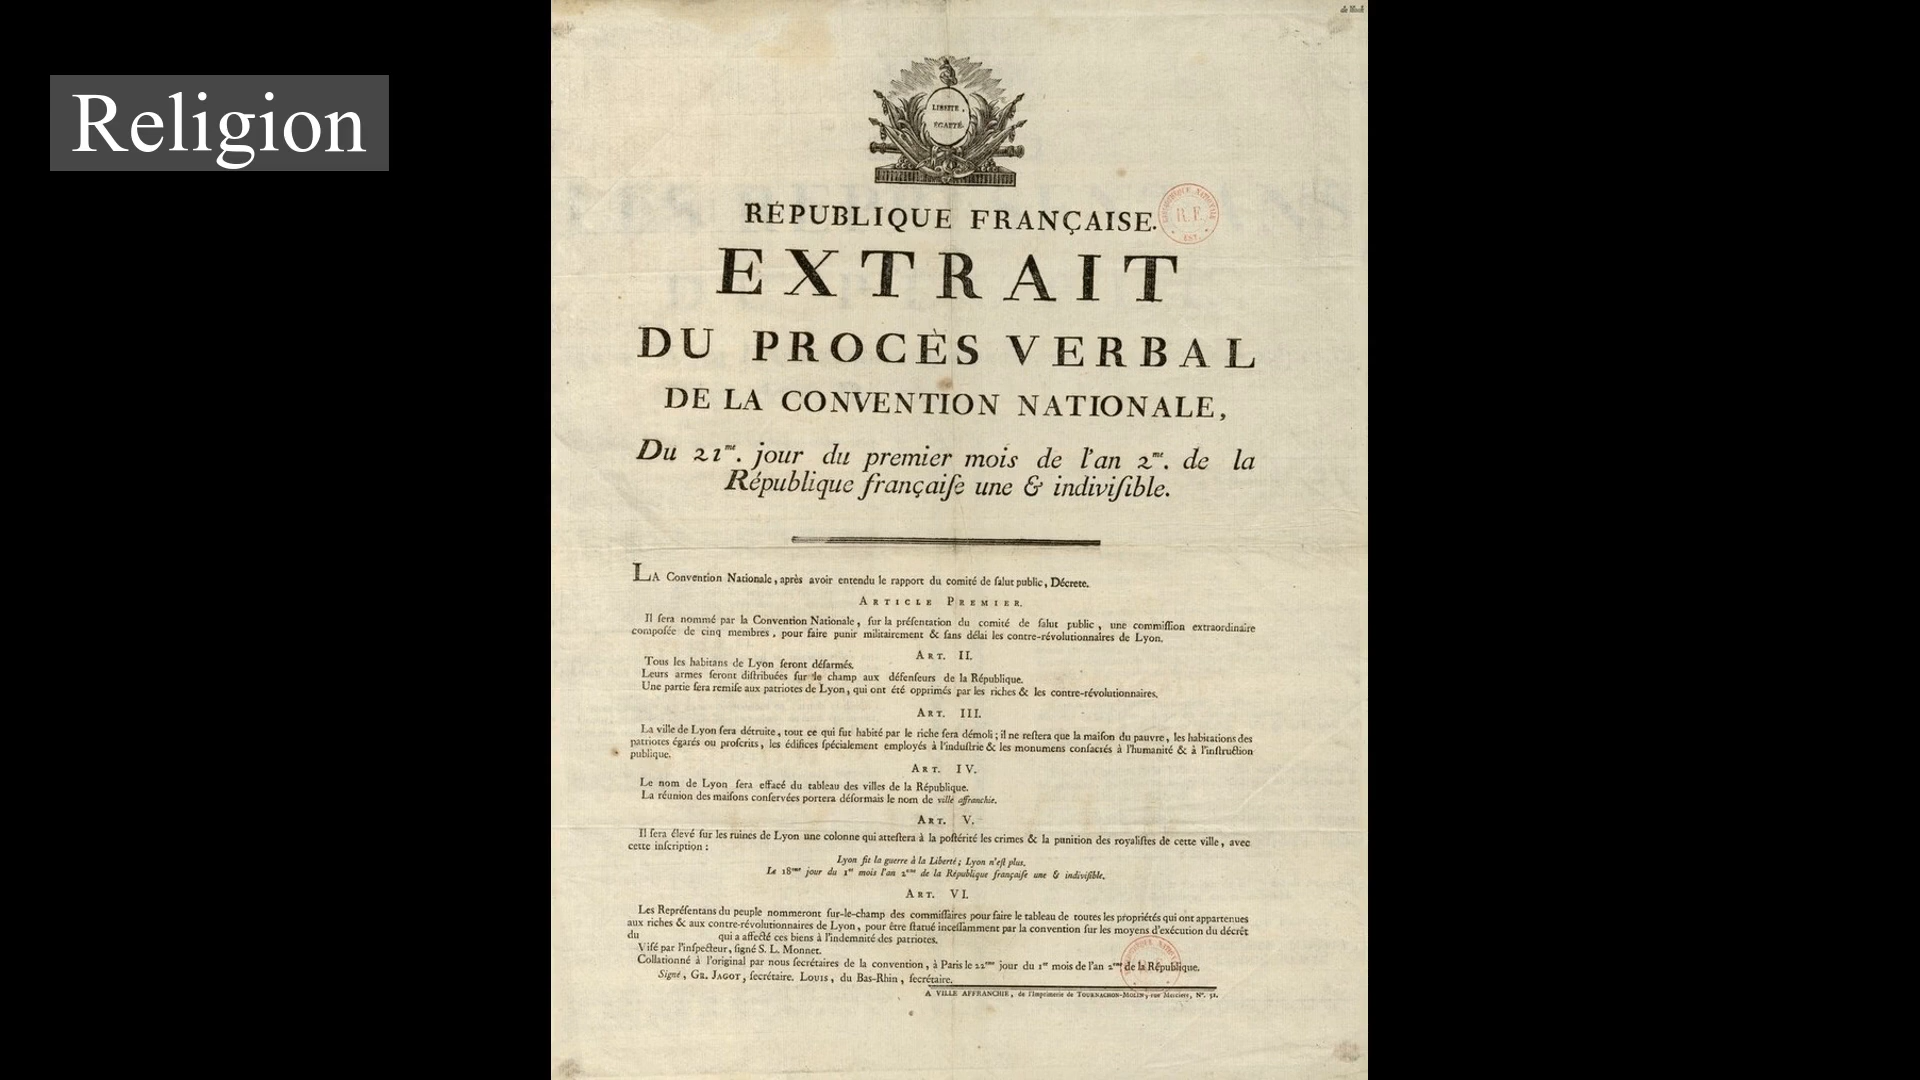 Religion
LIBERTÉ,
ÉGALITÉ.
RÉPUBLIQUE FRANÇAISE.
R.F.
EXTRAIT
DU PROCÈS VERBAL
DE LA CONVENTION NATIONALE,
Du 21me. jour du premier mois de l'an 2me. de la
République françaiſe une & indiviſible.
LA Convention Nationale, après avoir entendu le rapport du comité de ſalut public, Décrete.
ARTICLE PREMIER.
Il ſera nommé par la Convention Nationale, ſur la préſentation du comité de ſalut public, une commiſſion extraordinaire
compoſée de cinq membres, pour faire punir militairement & ſans délai les contre-révolutionnaires de Lyon.
ART. II.
Tous les habitans de Lyon ſeront déſarmés.
Leurs armes ſeront diſtribuées ſur le champ aux défenſeurs de la République.
Une partie ſera remiſe aux patriotes de Lyon, qui ont été opprimés par les riches & les contre-révolutionnaires.
ART. III.
La ville de Lyon ſera détruite, tout ce qui fut habité par le riche ſera démoli; il ne reſtera que la maiſon du pauvre, les habitations des
patriotes égarés ou proſcrits, les édifices ſpécialement employés à l'induſtrie & les monumens conſacrés à l'humanité & à l'inſtruction
publique.
ART. IV.
Le nom de Lyon ſera effacé du tableau des villes de la République.
La réunion des maiſons conſervées portera déſormais le nom de ville affranchie.
ART. V.
Il ſera élevé ſur les ruines de Lyon une colonne qui atteſtera à la poſtérité les crimes & la punition des royaliſtes de cette ville, avec
cette inſcription :
Lyon fit la guerre à la Liberté; Lyon n'eſt plus.
Le 18me jour du 1er mois l'an 2me de la République françaiſe une & indiviſible.
ART. VI.
Les Repréſentans du peuple nommeront ſur-le-champ des commiſſaires pour faire le tableau de toutes les propriétés qui ont appartenues
aux riches & aux contre-révolutionnaires de Lyon, pour être ſtatué inceſſamment par la convention ſur les moyens d'exécution du décrêt
du qui a affecté ces biens à l'indemnité des patriotes.
Viſé par l'inſpecteur, ſigné S. L. Monnet.
Collationné à l'original par nous ſecrétaires de la convention, à Paris le 22me jour du 1er mois de l'an 2me de la République.
Signé, GR. JAGOT, ſecrétaire. LOUIS, du Bas-Rhin, ſecrétaire.
A VILLE AFFRANCHIE, de l'Imprimerie de TOURNACHON-MOLIN, rue Merciere, N°.